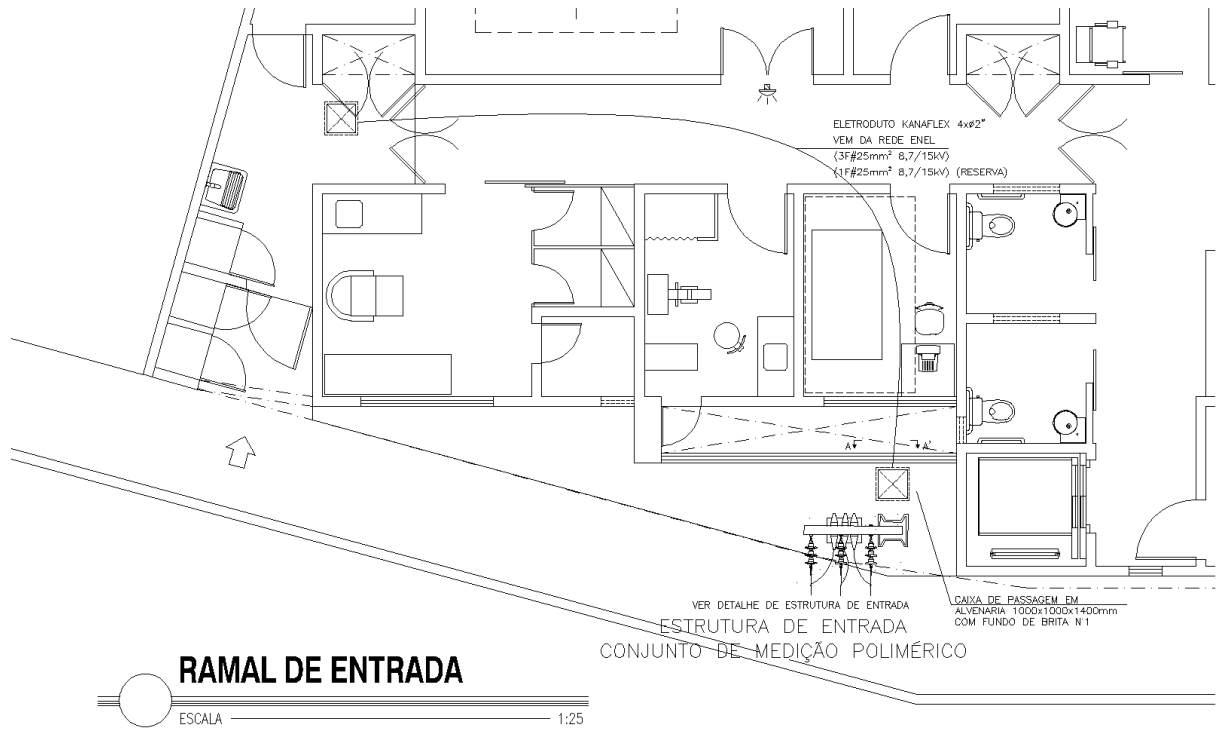 ELETRODUTO KANAFLEX 4xø2"
VEM DA REDE ENEL
(3F#25mm² 8,7/15kV)
(1F#25mm² 8,7/15kV) (RESERVA)
A A'
VER DETALHE DE ESTRUTURA DE ENTRADA
ESTRUTURA DE ENTRADA
CONJUNTO DE MEDIÇÃO POLIMÉRICO
CAIXA DE PASSAGEM EM
ALVENARIA 1000x1000x1400mm
COM FUNDO DE BRITA N°1
RAMAL DE ENTRADA
ESCALA 1:25